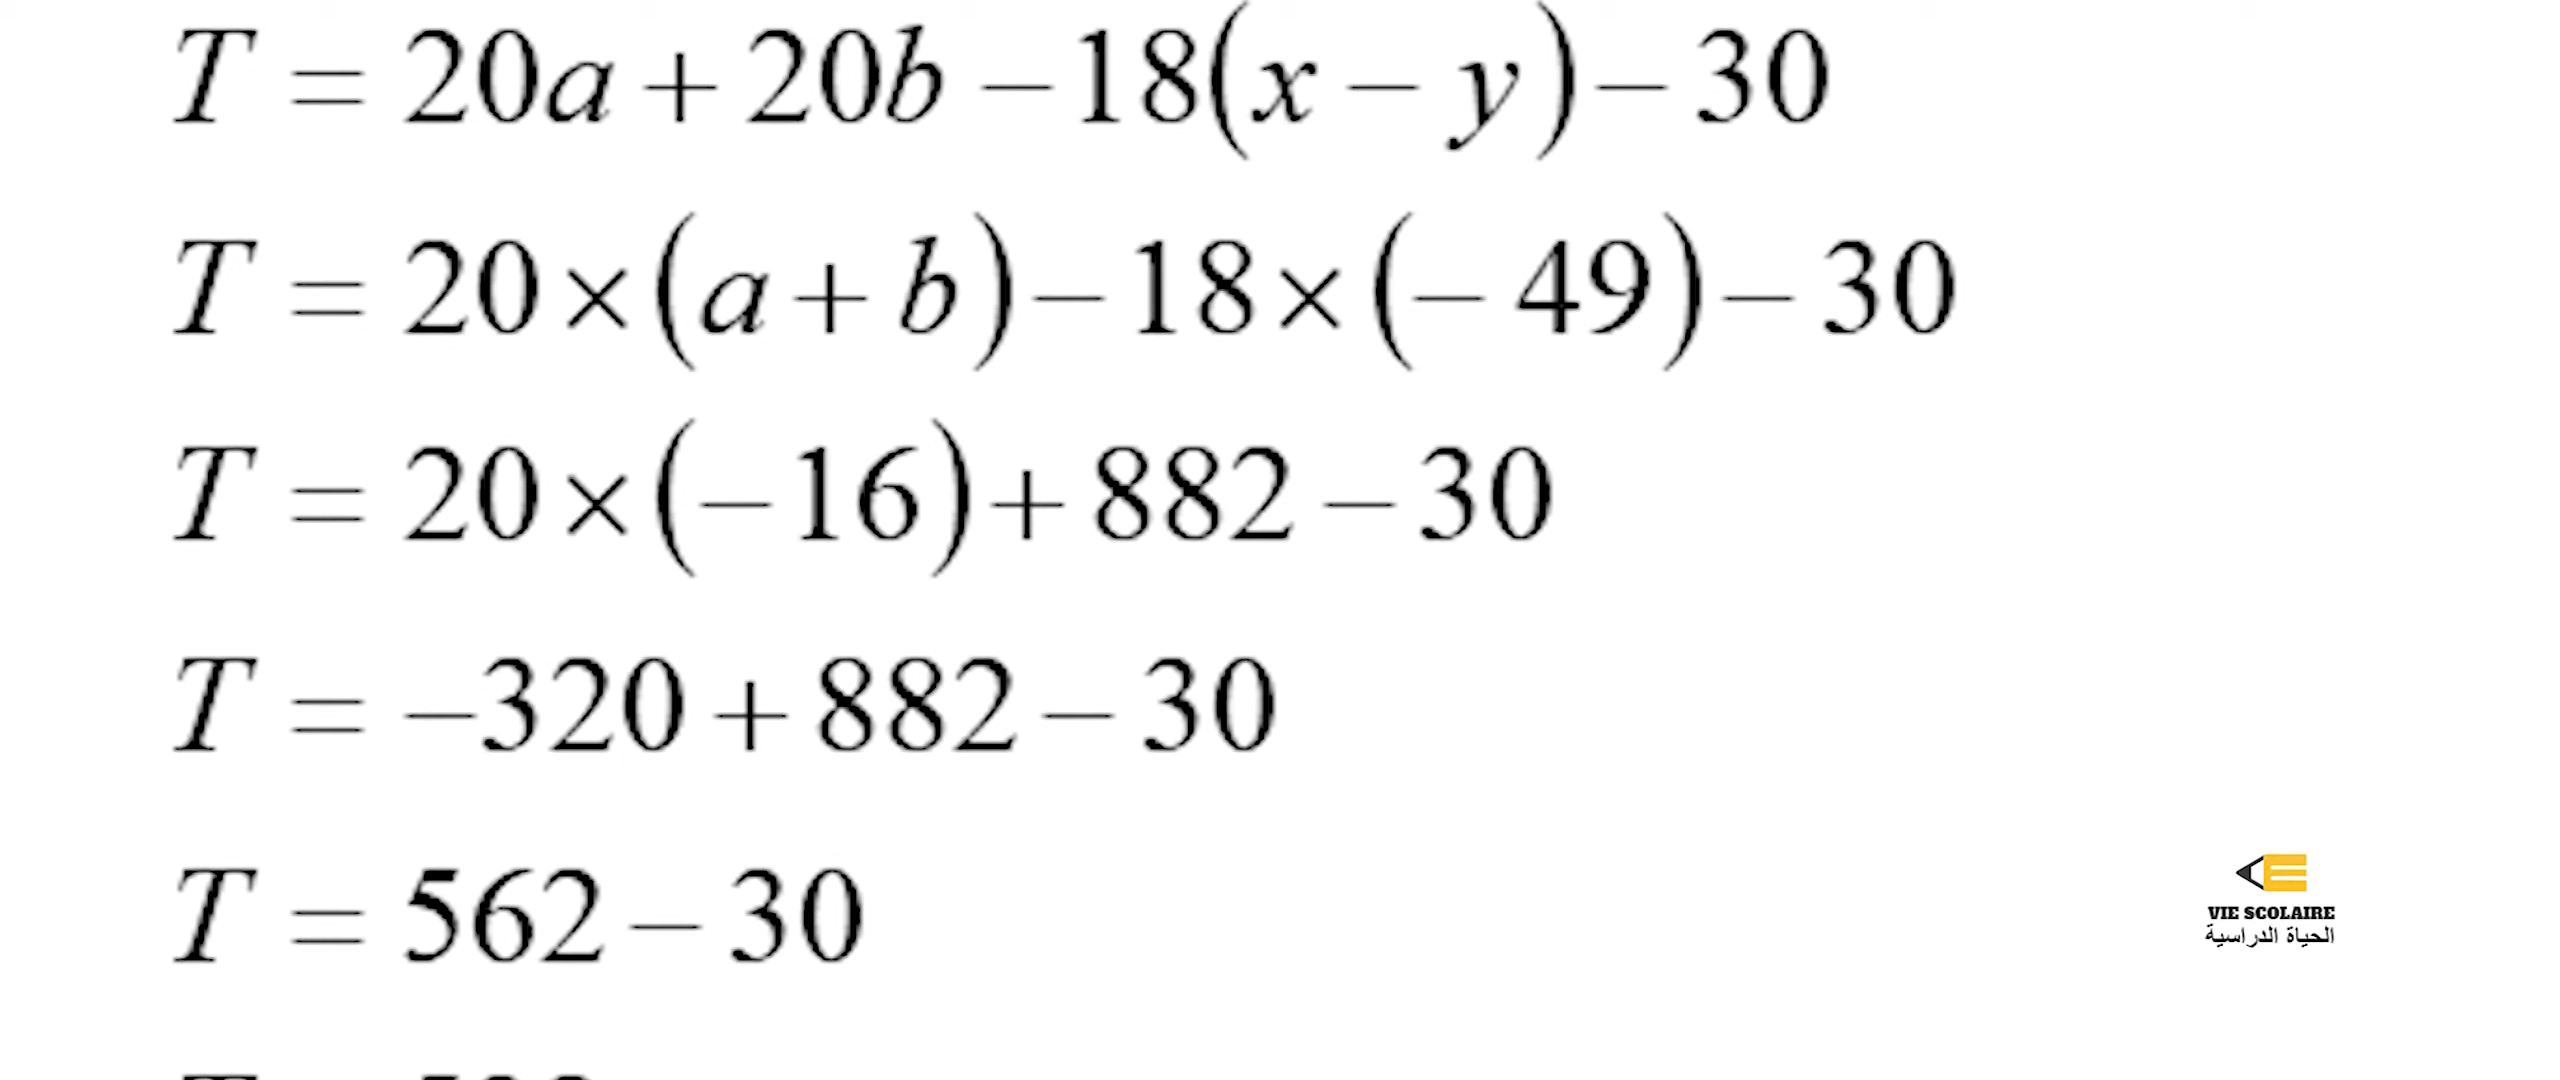 T = 20a + 20b − 18(x − y) − 30
T = 20 × (a + b) − 18 × (− 49) − 30
T = 20 × (−16) + 882 − 30
T = −320 + 882 − 30
T = 562 − 30
VIE SCOLAIRE
الحياة الدراسية